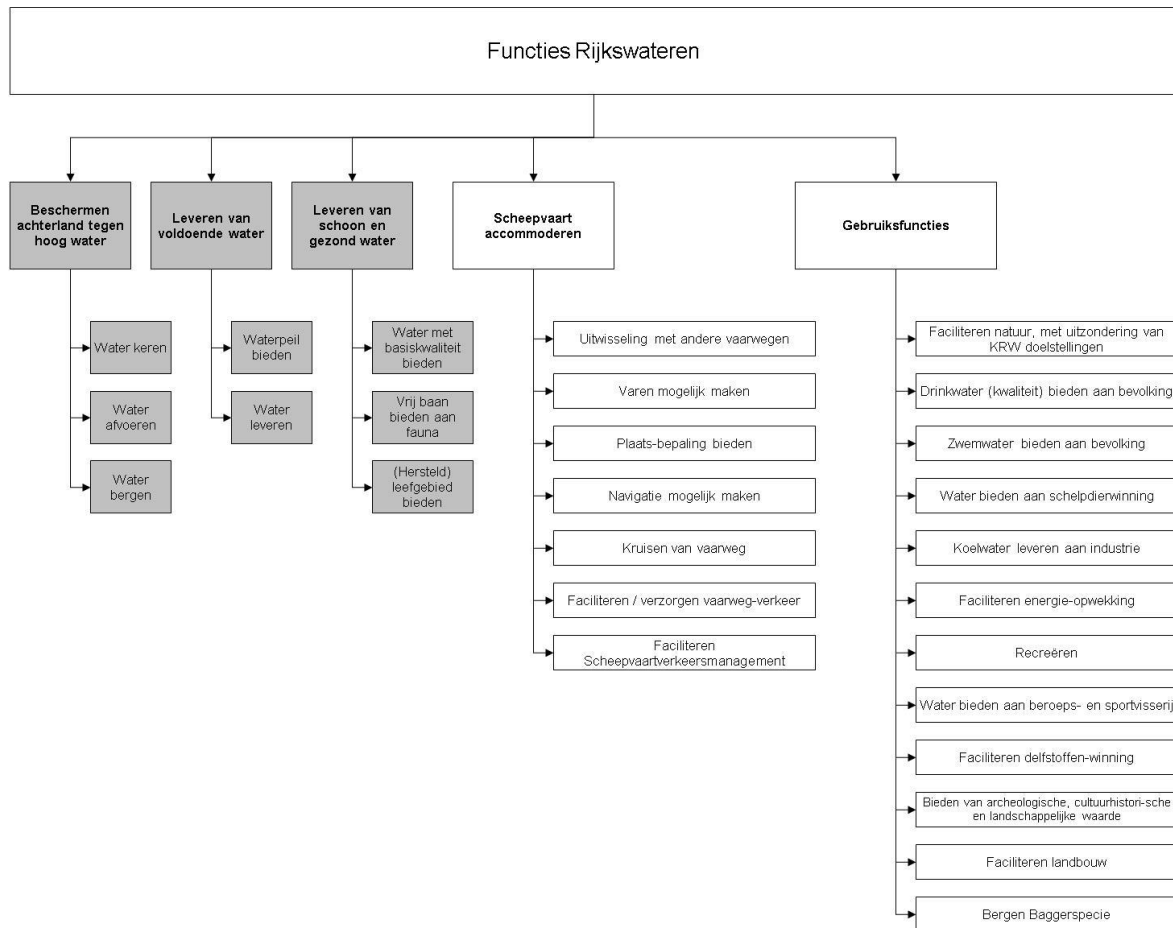 Functies Rijkswateren
Beschermen
achterland tegen
hoog water
Water keren
Water
afvoeren
Water
bergen
Leveren van
voldoende water
Waterpeil
bieden
Water
leveren
Leveren van
schoon en
gezond water
Water met
basiskwaliteit
bieden
Vrij baan
bieden aan
fauna
(Hersteld)
leefgebied
bieden
Scheepvaart
accommoderen
Uitwisseling met andere vaarwegen
Varen mogelijk maken
Plaats-bepaling bieden
Navigatie mogelijk maken
Kruisen van vaarweg
Faciliteren / verzorgen vaarweg-verkeer
Faciliteren
Scheepvaartverkeersmanagement
Gebruiksfuncties
Faciliteren natuur, met uitzondering van
KRW doelstellingen
Drinkwater (kwaliteit) bieden aan bevolking
Zwemwater bieden aan bevolking
Water bieden aan schelpdierwinning
Koelwater leveren aan industrie
Faciliteren energie-opwekking
Recreëren
Water bieden aan beroeps- en sportvisserij
Faciliteren delfstoffen-winning
Bieden van archeologische, cultuurhistori-sche
en landschappelijke waarde
Faciliteren landbouw
Bergen Baggerspecie